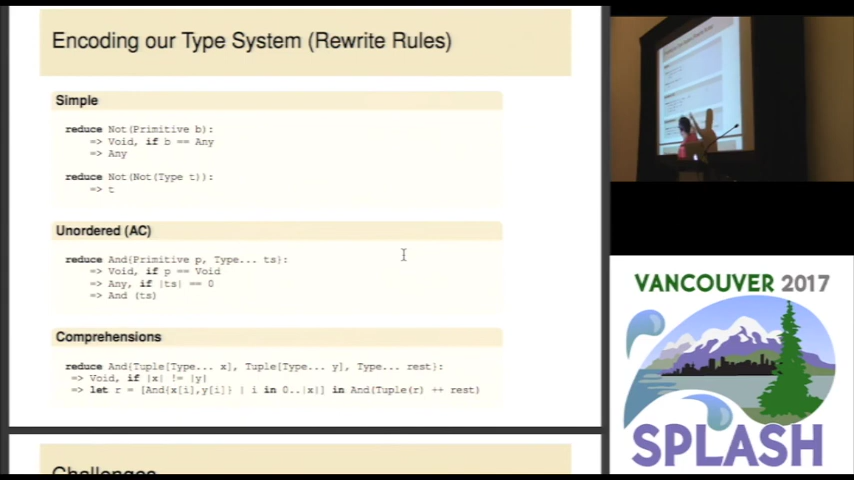 Encoding our Type System (Rewrite Rules)
Simple
reduce Not(Primitive b):
=> Void, if b == Any
=> Any
reduce Not(Not(Type t)):
=> t
Unordered (AC)
reduce And{Primitive p, Type... ts}:
=> Void, if p == Void
=> Any, if |ts| == 0
=> And (ts)
Comprehensions
reduce And{Tuple[Type... x], Tuple[Type... y], Type... rest}:
=> Void, if |x| != |y|
=> let r = [And{x[i],y[i]} | i in 0..|x|] in And(Tuple(r) ++ rest)
Challenges
VANCOUVER 2017
SPLASH